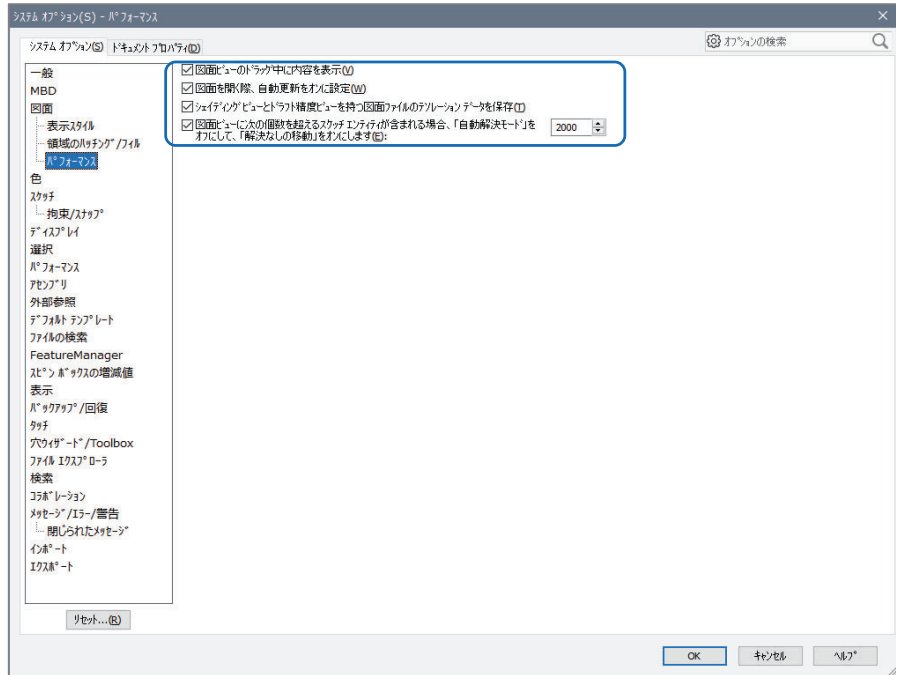 システム オプション(S) - パフォーマンス
システム オプション(S) ドキュメント プロパティ(D)
オプションの検索
一般
MBD
図面
表示スタイル
領域のハッチング/フィル
パフォーマンス
色
スケッチ
拘束/スナップ
ディスプレイ
選択
パフォーマンス
アセンブリ
外部参照
デフォルト テンプレート
ファイルの検索
FeatureManager
スピン ボックスの増減値
表示
バックアップ/回復
タッチ
穴ウィザード/Toolbox
ファイル エクスプローラ
検索
コラボレーション
メッセージ/エラー/警告
閉じられたメッセージ
インポート
エクスポート
リセット...(R)
図面ビューのドラッグ中に内容を表示(V)
図面を開く際、自動更新をオンに設定(W)
シェイディング ビューとドラフト精度ビューを持つ図面ファイルのテソレーション データを保存(T)
図面ビューに次の個数を超えるスケッチ エンティティが含まれる場合、「自動解決モード」を
オフにして、「解決なしの移動」をオンにします(E):
2000
OK キャンセル ヘルプ